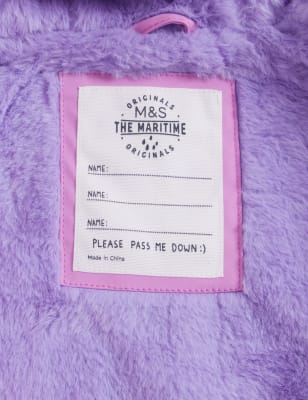 ORIGINALS
M&S
THE MARITIME
ORIGINALS
NAME:
NAME:
NAME:
PLEASE PASS ME DOWN:)
Made in China